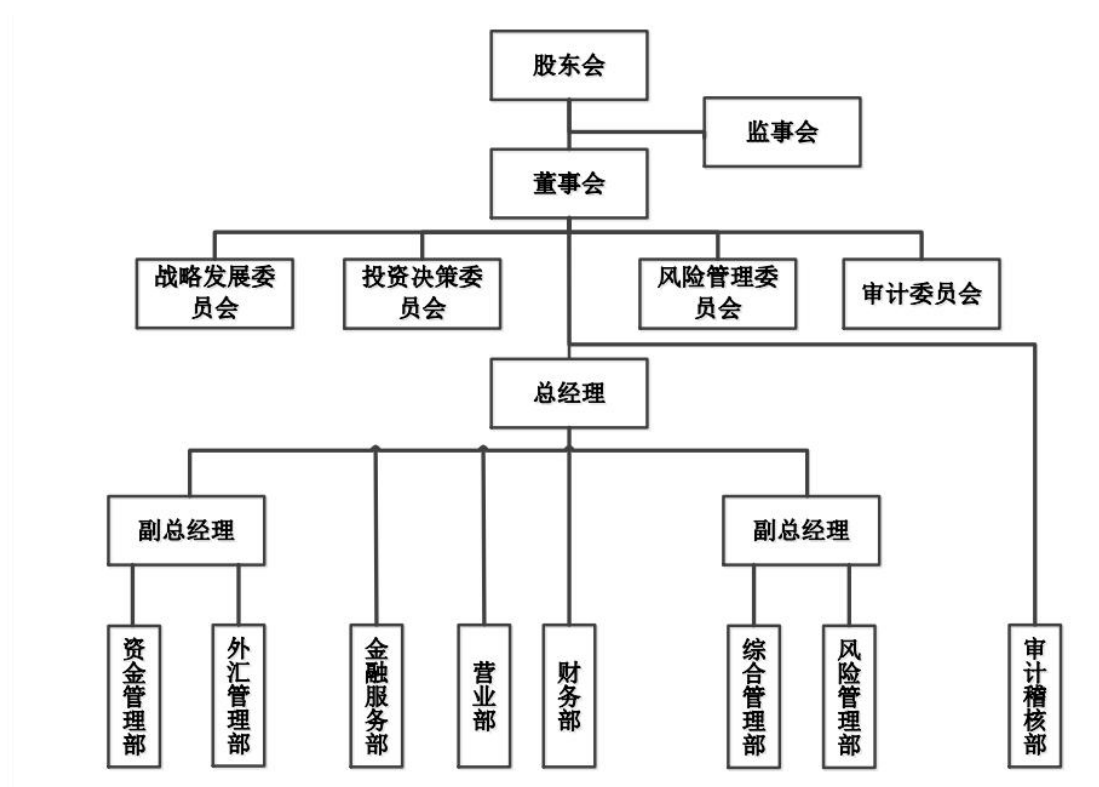 股东会
监事会
董事会
战略发展委
员会
投资决策委
员会
风险管理委
员会
审计委员会
总经理
副总经理
副总经理
资金管理部
外汇管理部
金融服务部
营业部
财务部
综合管理部
风险管理部
审计稽核部